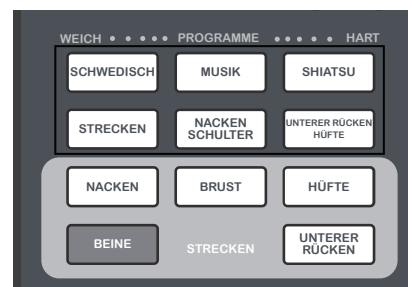 WEICH • • • • • PROGRAMME • • • • • HART
SCHWEDISCH MUSIK SHIATSU
STRECKEN NACKEN SCHULTER UNTERER RÜCKEN HÜFTE
NACKEN BRUST HÜFTE
BEINE STRECKEN UNTERER RÜCKEN